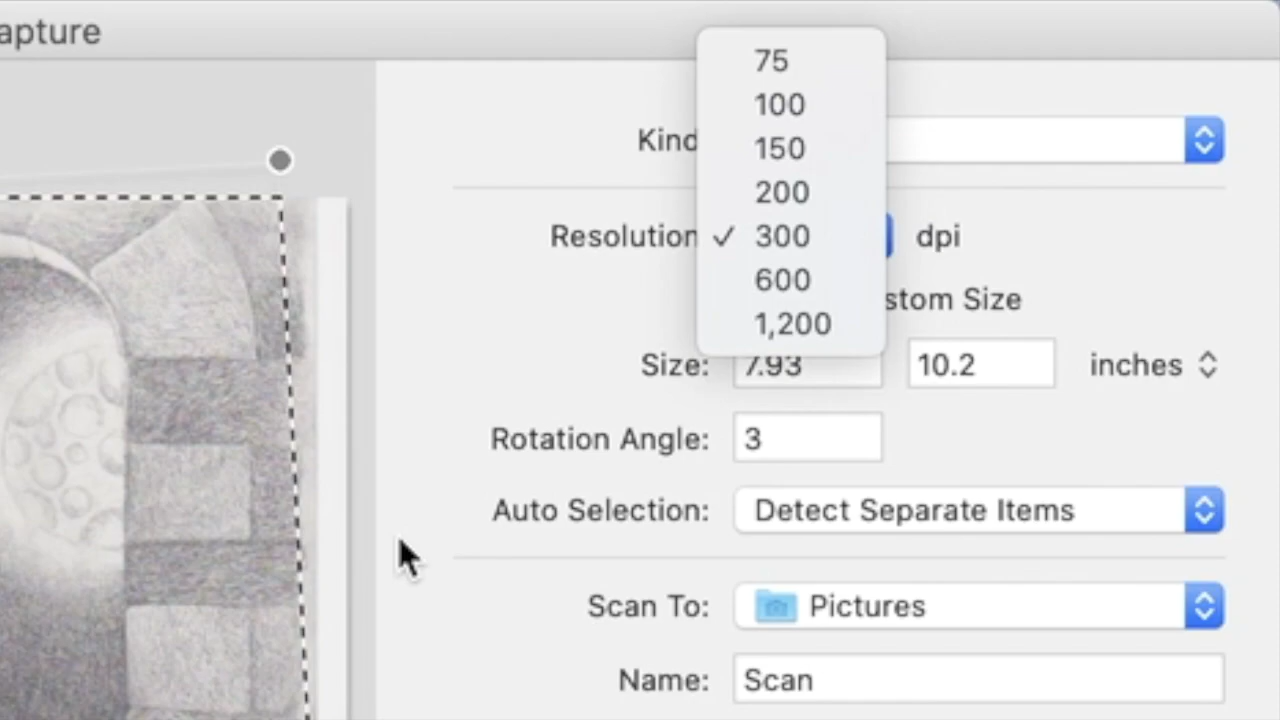 apture
75
100
Kind
150
200
Resolution ✓ 300 dpi
600
stom Size
1,200
Size: 7.93 10.2 inches
Rotation Angle: 3
Auto Selection: Detect Separate Items
Scan To: Pictures
Name: Scan